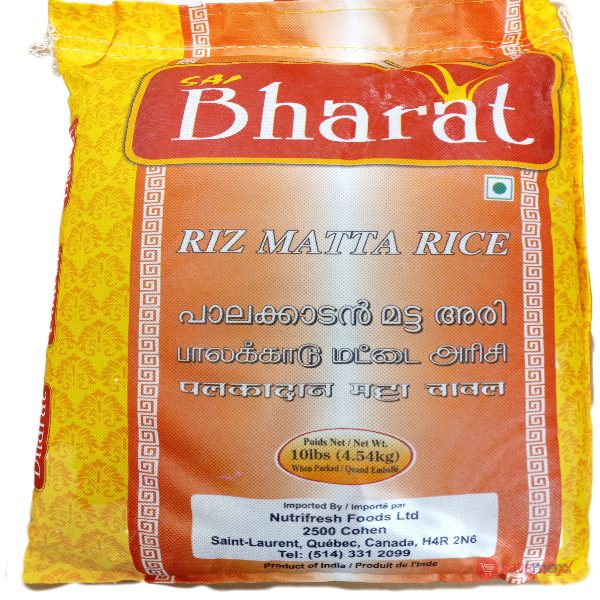 SAI
Bharat
RIZ MATTA RICE
പാലക്കാടൻ മട്ട അരി
பாலக்காடு மட்டை அரிசி
पलकादान मट्टा चावल
Poids Net / Net Wt.
10lbs (4.54kg)
When Packed / Quand Emballé
Imported By / Importé par
Nutrifresh Foods Ltd
2500 Cohen
Saint-Laurent, Québec, Canada, H4R 2N6
Tel: (514) 331 2099
Product of India / Produit de l'Inde
Bharat